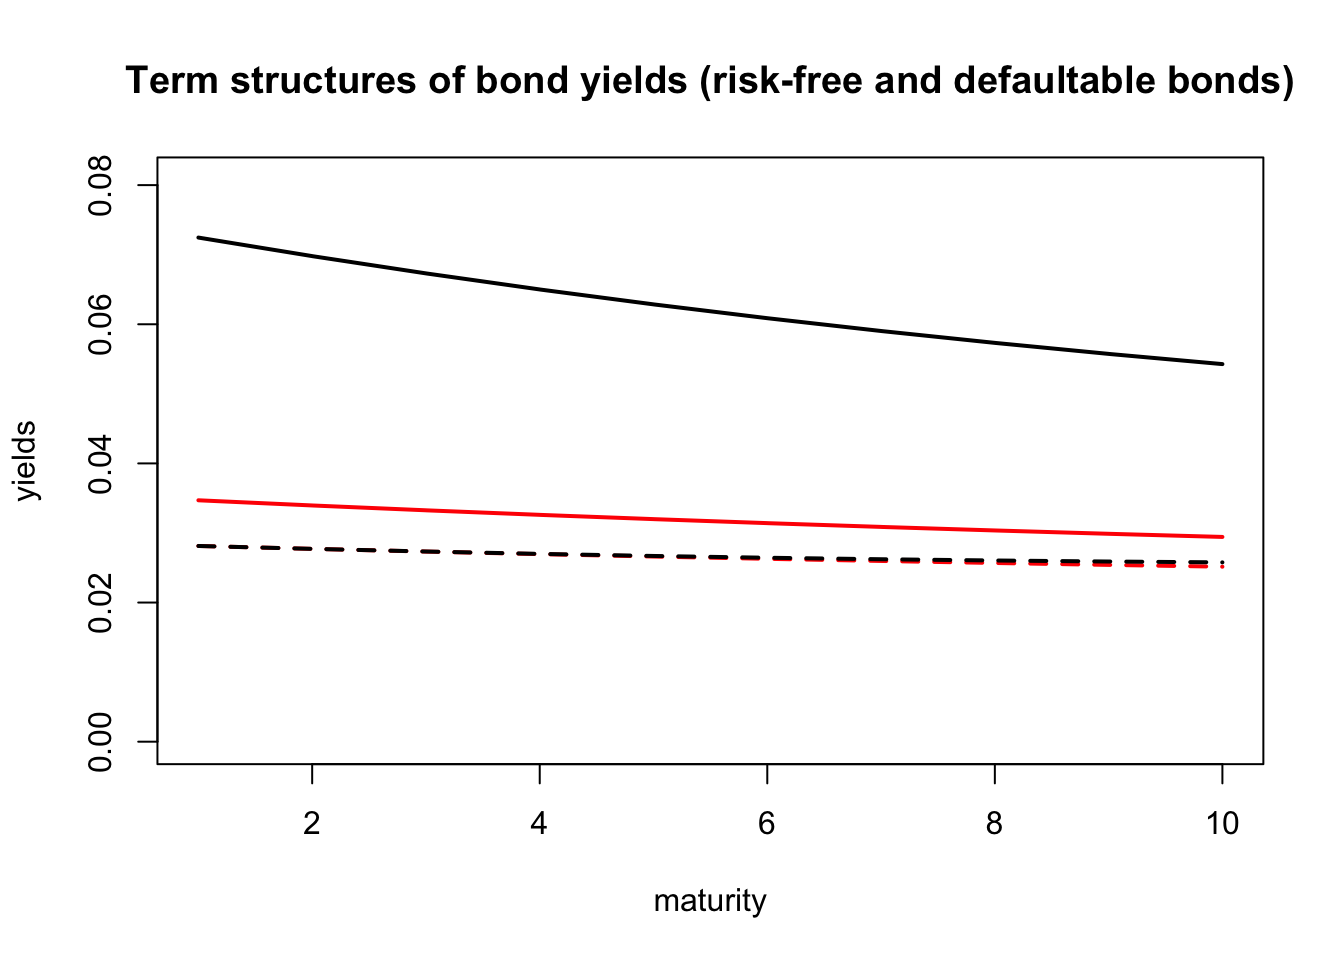 Term structures of bond yields (risk-free and defaultable bonds)
0.08
0.06
0.04
0.02
0.00
yields
2 4 6 8 10
maturity